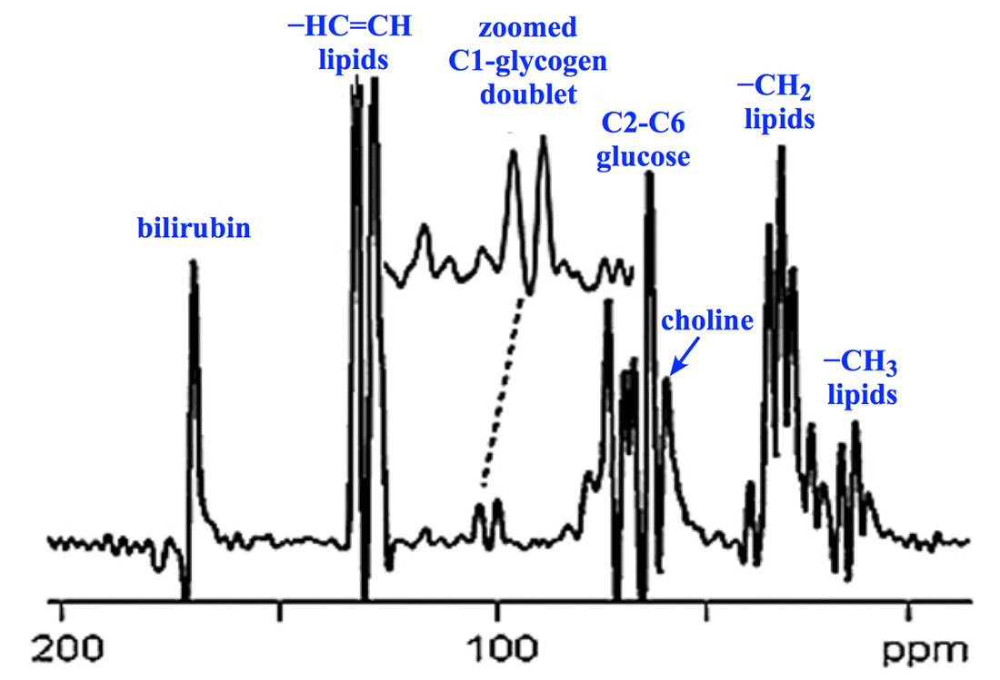 −HC=CH
lipids
zoomed
C1-glycogen
doublet
−CH₂
lipids
C2-C6
glucose
bilirubin
choline
−CH₃
lipids
200
100
ppm